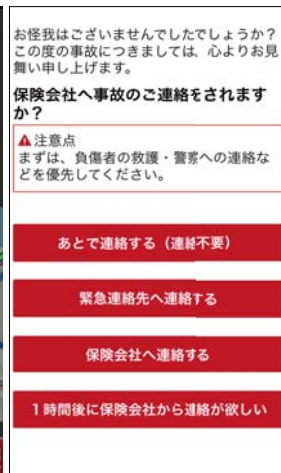 お怪我はございませんでしたでしょうか?
この度の事故につきましては、心よりお見
舞い申し上げます。
保険会社へ事故のご連絡をされます
か?
注意点
まずは、負傷者の救護・警察への連絡な
どを優先してください。
あとで連絡する（連絡不要）
緊急連絡先へ連絡する
保険会社へ連絡する
1時間後に保険会社から連絡が欲しい